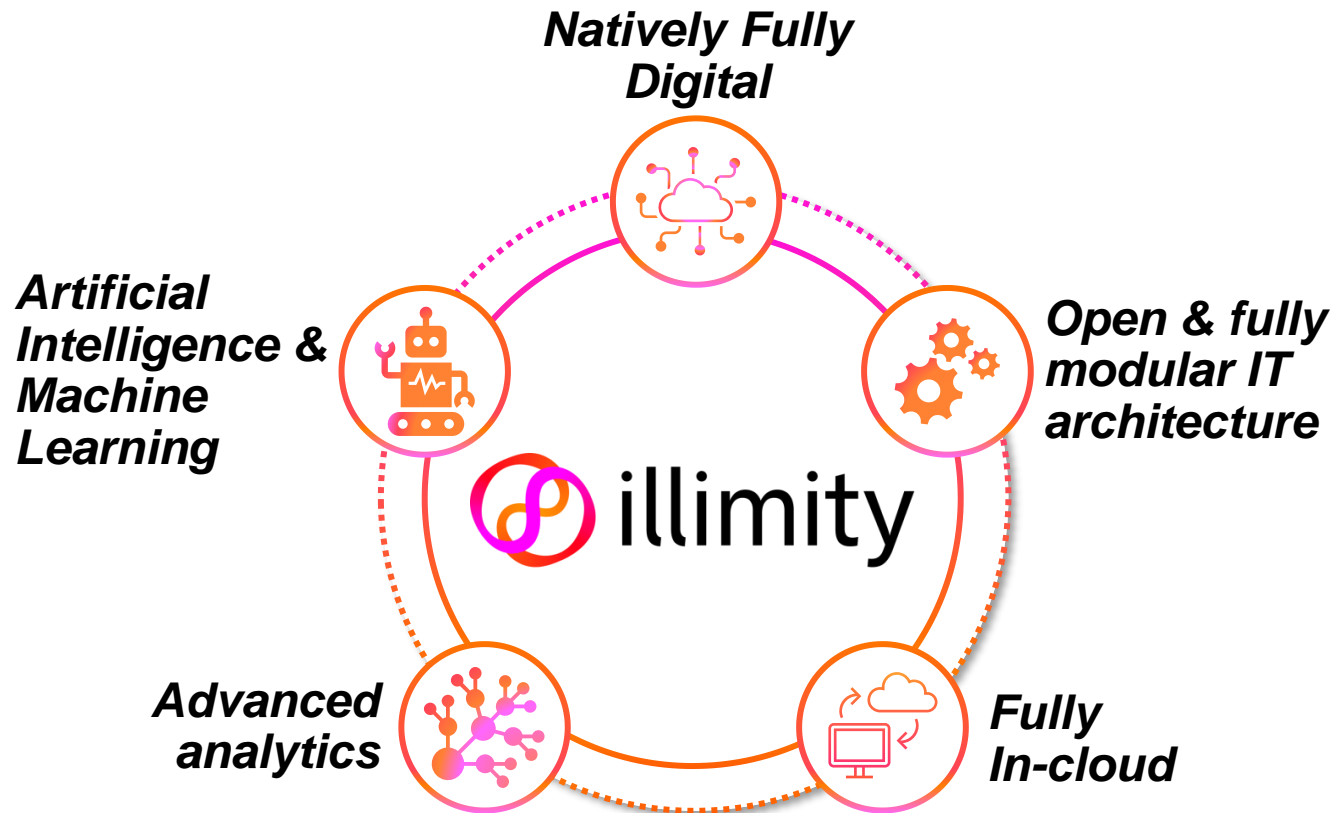 Natively Fully
Digital
Artificial
Intelligence &
Machine
Learning
Open & fully
modular IT
architecture
illimity
Advanced
analytics
Fully
In-cloud